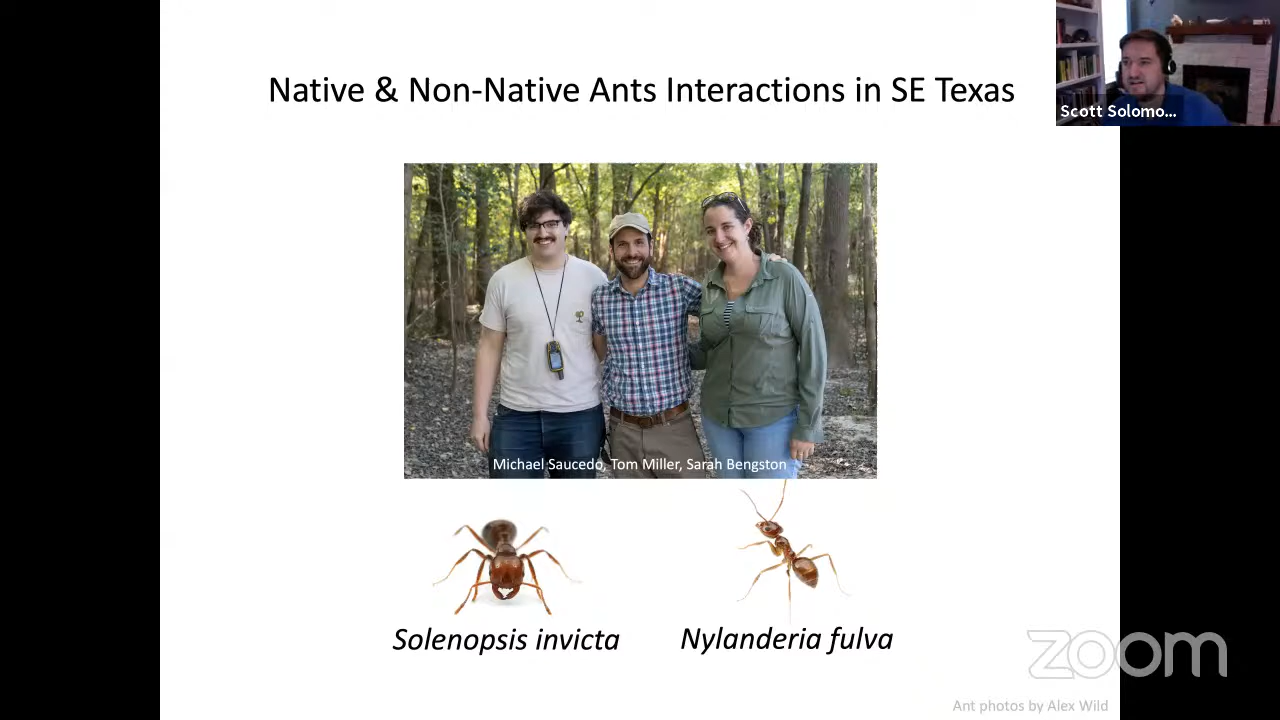 Native & Non-Native Ants Interactions in SE Texas
Scott Solomo...
Michael Saucedo, Tom Miller, Sarah Bengston
Solenopsis invicta
Nylanderia fulva
zoom
Ant photos by Alex Wild